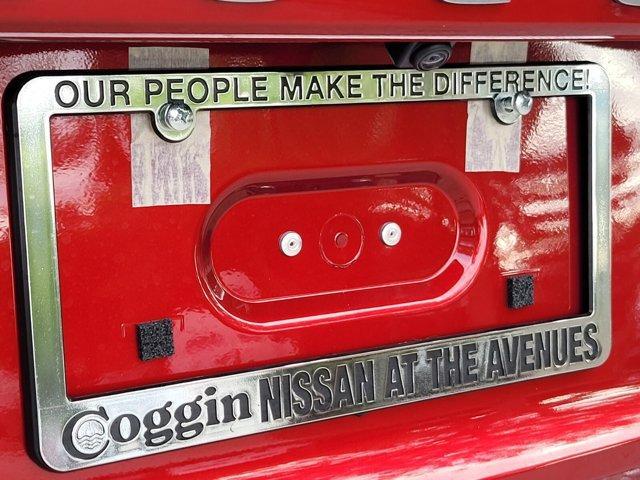 OUR PEOPLE MAKE THE DIFFERENCE!
Coggin NISSAN AT THE AVENUES